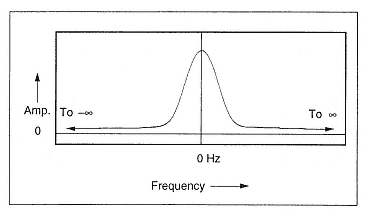 Amp.
To –∞
To ∞
0
0 Hz
Frequency